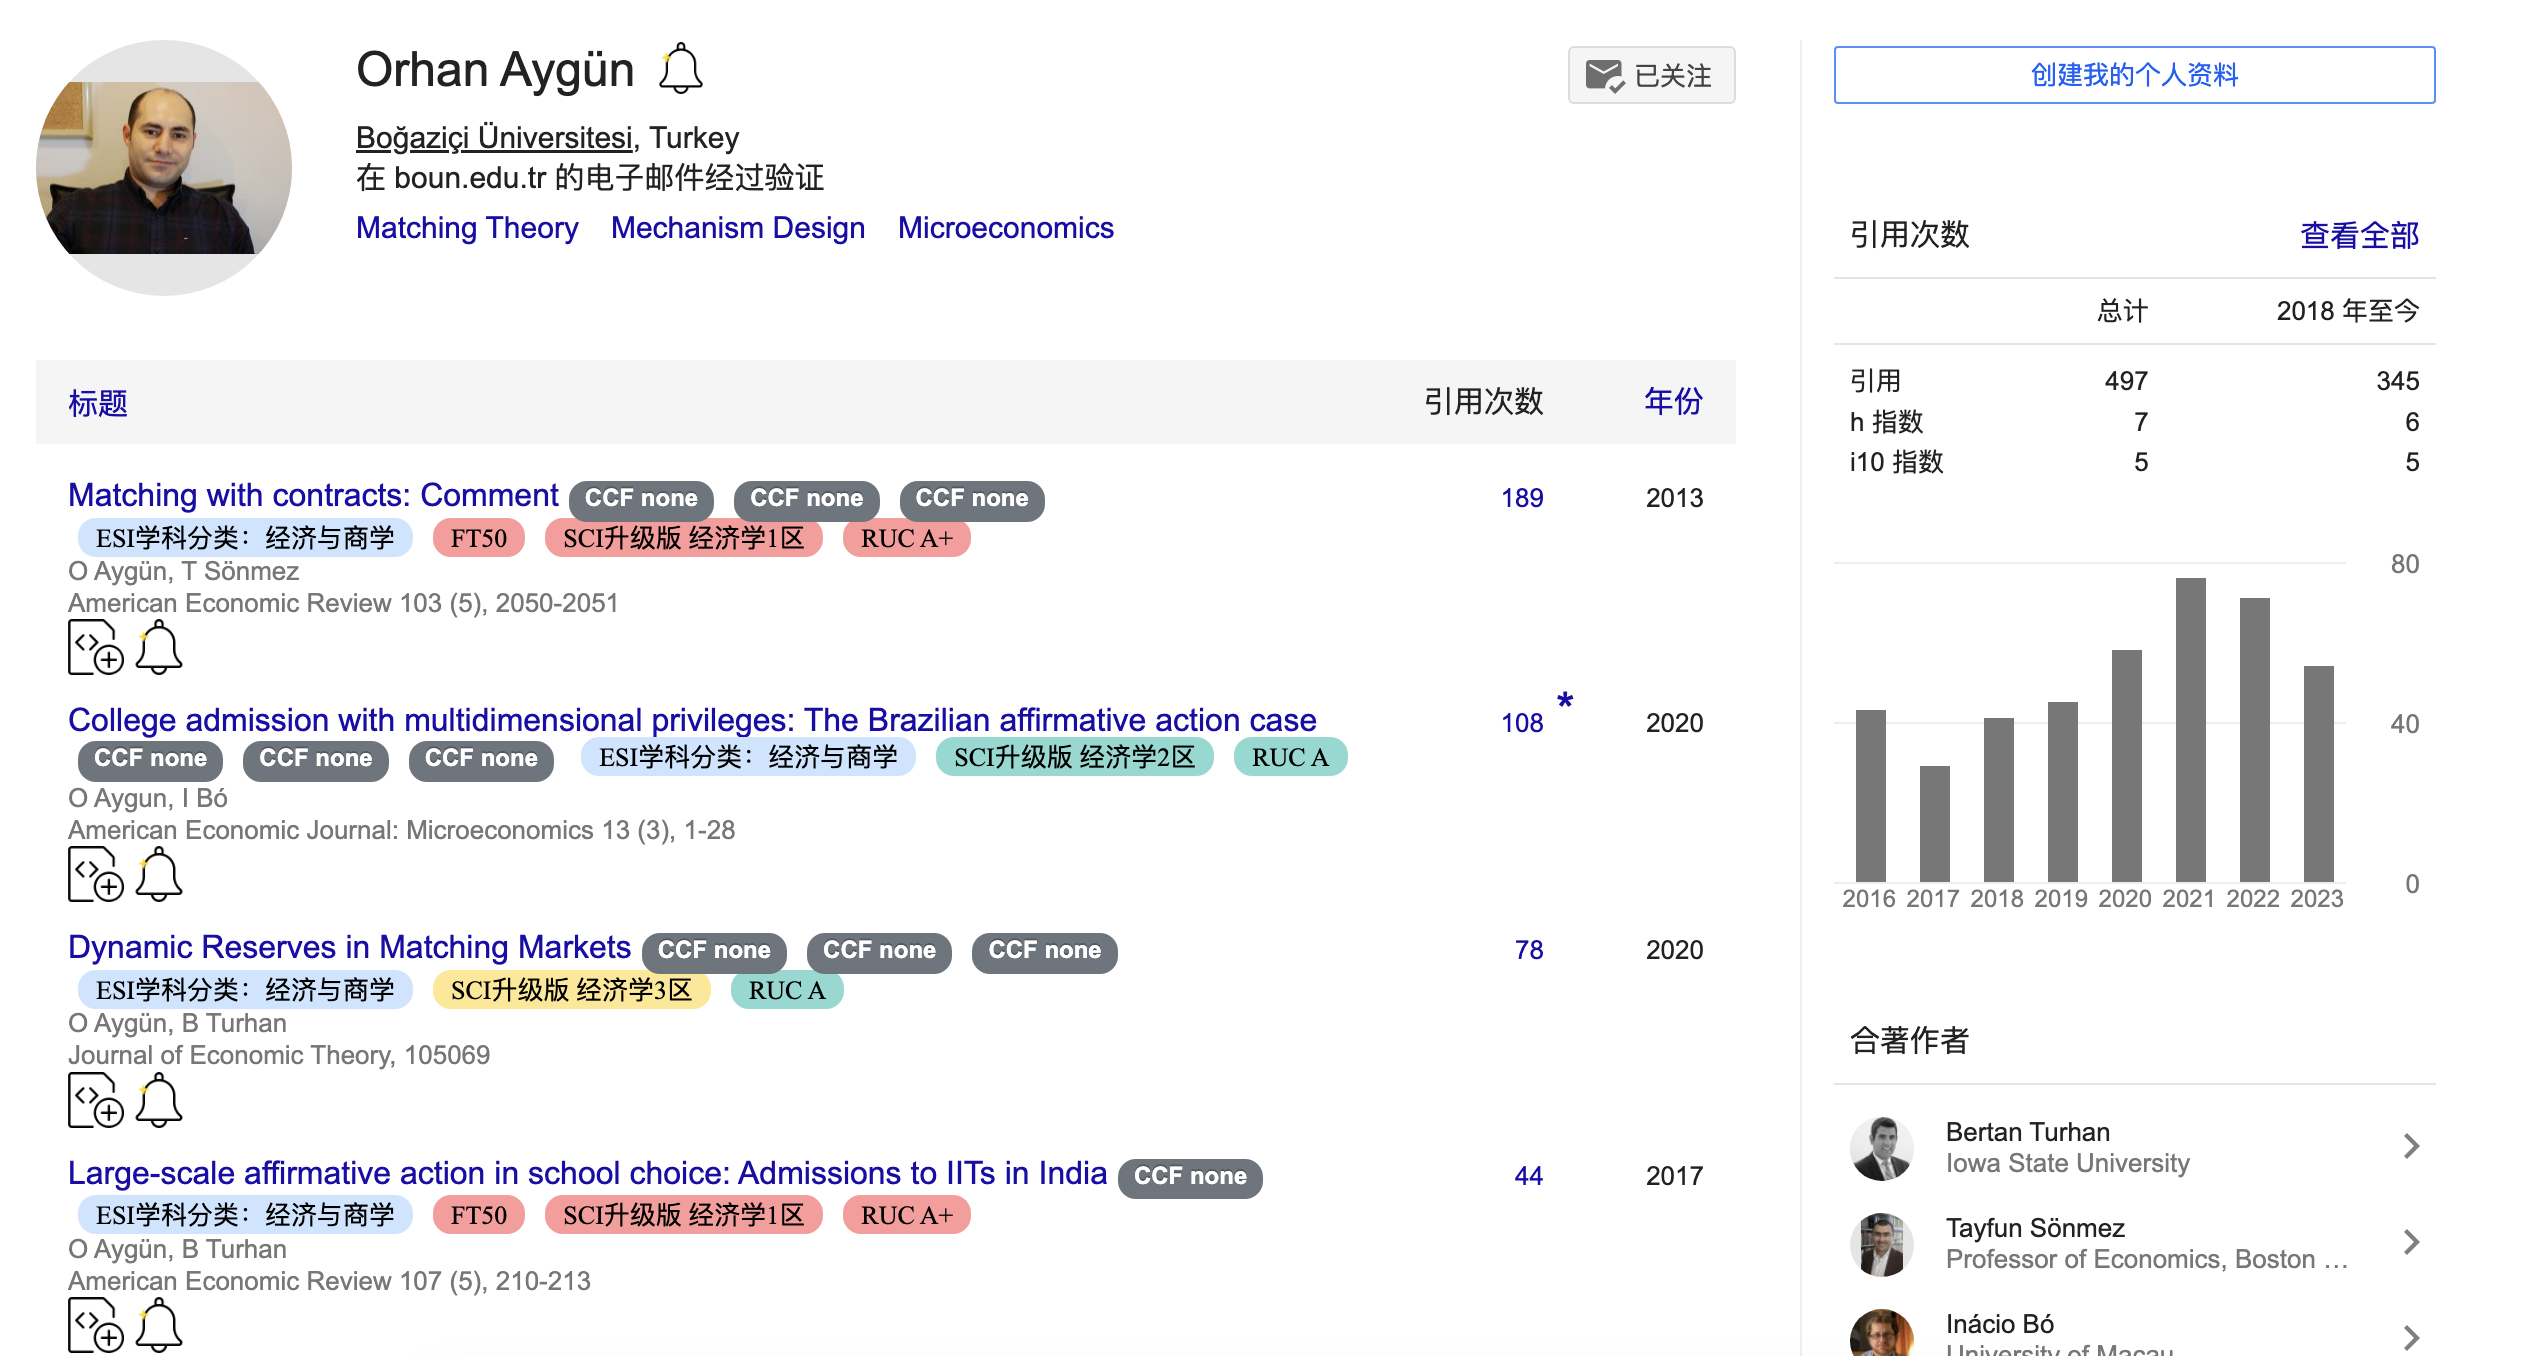 Orhan Aygün
已关注
Boğaziçi Üniversitesi, Turkey
在 boun.edu.tr 的电子邮件经过验证
Matching Theory Mechanism Design Microeconomics
标题 引用次数 年份
Matching with contracts: Comment CCF none CCF none CCF none 189 2013
ESI学科分类：经济与商学 FT50 SCI升级版 经济学1区 RUC A+
O Aygün, T Sönmez
American Economic Review 103 (5), 2050-2051
College admission with multidimensional privileges: The Brazilian affirmative action case 108 * 2020
CCF none CCF none CCF none ESI学科分类：经济与商学 SCI升级版 经济学2区 RUC A
O Aygun, I Bó
American Economic Journal: Microeconomics 13 (3), 1-28
Dynamic Reserves in Matching Markets CCF none CCF none CCF none 78 2020
ESI学科分类：经济与商学 SCI升级版 经济学3区 RUC A
O Aygün, B Turhan
Journal of Economic Theory, 105069
Large-scale affirmative action in school choice: Admissions to IITs in India CCF none 44 2017
ESI学科分类：经济与商学 FT50 SCI升级版 经济学1区 RUC A+
O Aygün, B Turhan
American Economic Review 107 (5), 210-213
创建我的个人资料
引用次数 查看全部
总计 2018 年至今
引用 497 345
h 指数 7 6
i10 指数 5 5
80
40
0
2016 2017 2018 2019 2020 2021 2022 2023
合著作者
Bertan Turhan
Iowa State University
Tayfun Sönmez
Professor of Economics, Boston …
Inácio Bó
University of Macau